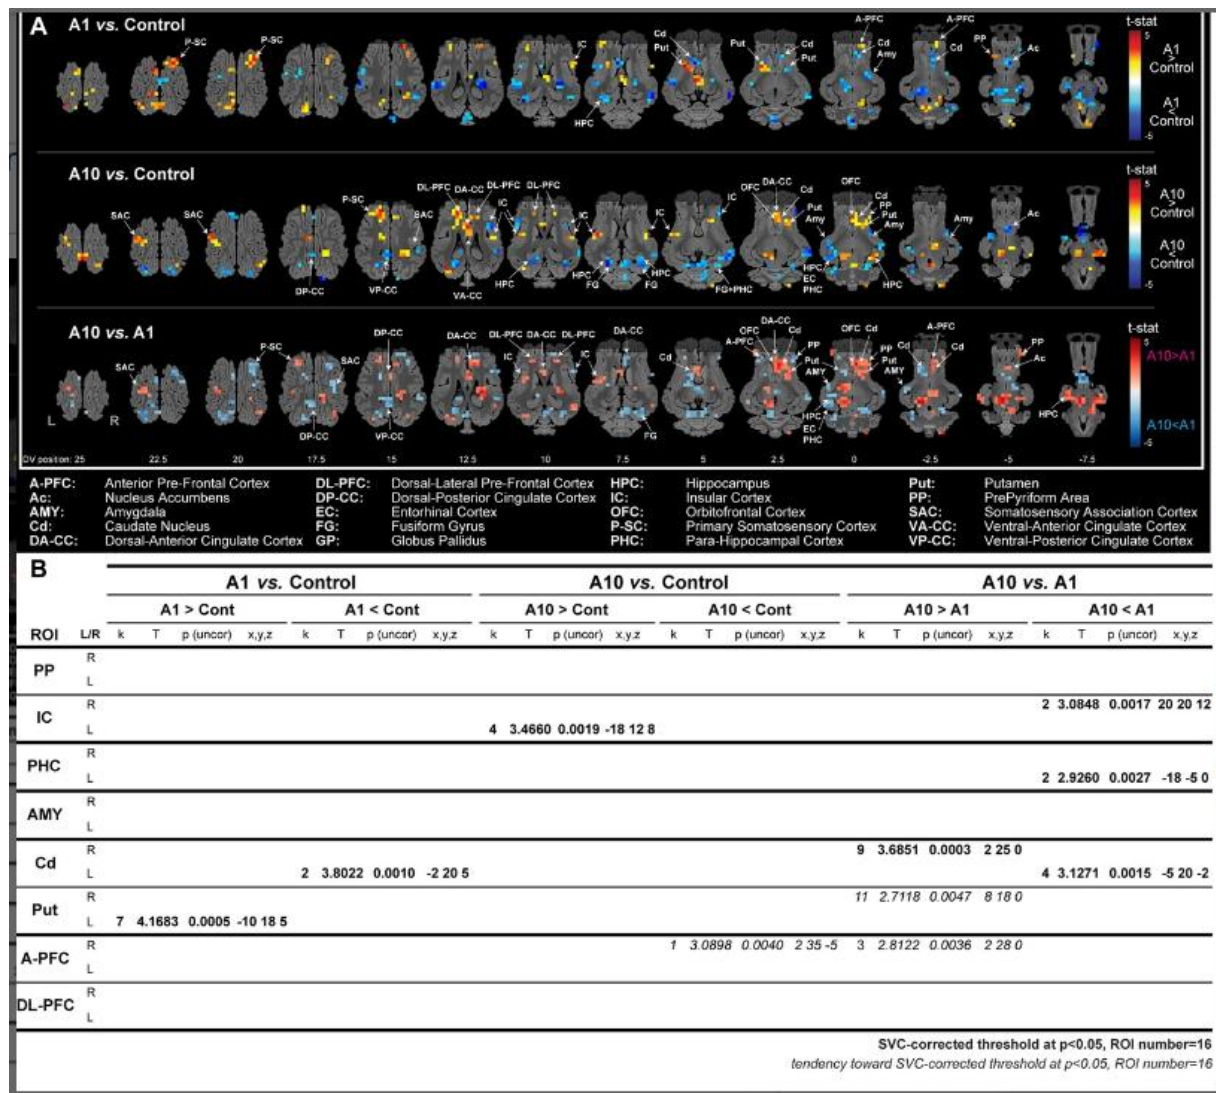 A
A1 vs. Control
P-SC
P-SC
IC
HPC
Cd
Put
Put
Cd
Put
A-PFC
Cd
Amy
A-PFC
Cd
PP
Ac
t-stat
5
A1
>
Control
A1
<
Control
-5
A10 vs. Control
SAC
SAC
DP-CC
P-SC
VP-CC
SAC
DL-PFC
DA-CC
DL-PFC
IC
VA-CC
DL-PFC
IC
HPC
HPC
FG
HPC
FG
IC
IC
FG+PHC
OFC
DA-CC
Cd
Put
Amy
OFC
Cd
PP
Put
Amy
HPC
EC
PHC
HPC
Amy
Ac
t-stat
5
A10
>
Control
A10
<
Control
-5
A10 vs. A1
SAC
P-SC
SAC
DP-CC
DP-CC
VP-CC
DA-CC
DL-PFC
DA-CC
DL-PFC
IC
IC
DA-CC
FG
Cd
A-PFC
OFC
DA-CC
Cd
PP
Put
AMY
OFC
Cd
PP
Put
AMY
HPC
EC
PHC
Cd
A-PFC
Cd
PP
Ac
HPC
t-stat
5
A10>A1
A10<A1
-5
L R
DV position: 25 22.5 20 17.5 15 12.5 10 7.5 5 2.5 0 -2.5 -5 -7.5
A-PFC: Anterior Pre-Frontal Cortex DL-PFC: Dorsal-Lateral Pre-Frontal Cortex HPC: Hippocampus Put: Putamen
Ac: Nucleus Accumbens DP-CC: Dorsal-Posterior Cingulate Cortex IC: Insular Cortex PP: PrePyriform Area
AMY: Amygdala EC: Entorhinal Cortex OFC: Orbitofrontal Cortex SAC: Somatosensory Association Cortex
Cd: Caudate Nucleus FG: Fusiform Gyrus P-SC: Primary Somatosensory Cortex VA-CC: Ventral-Anterior Cingulate Cortex
DA-CC: Dorsal-Anterior Cingulate Cortex GP: Globus Pallidus PHC: Para-Hippocampal Cortex VP-CC: Ventral-Posterior Cingulate Cortex
B
A1 vs. Control A10 vs. Control A10 vs. A1
A1 > Cont A1 < Cont A10 > Cont A10 < Cont A10 > A1 A10 < A1
ROI L/R k T p (uncor) x,y,z k T p (uncor) x,y,z k T p (uncor) x,y,z k T p (uncor) x,y,z k T p (uncor) x,y,z k T p (uncor) x,y,z
PP R
L
IC R 2 3.0848 0.0017 20 20 12
L 4 3.4660 0.0019 -18 12 8
PHC R
L 2 2.9260 0.0027 -18 -5 0
AMY R
L
Cd R 9 3.6851 0.0003 2 25 0
L 2 3.8022 0.0010 -2 20 5 4 3.1271 0.0015 -5 20 -2
Put R 11 2.7118 0.0047 8 18 0
L 7 4.1683 0.0005 -10 18 5
A-PFC R 1 3.0898 0.0040 2 35 -5 3 2.8122 0.0036 2 28 0
L
DL-PFC R
L
SVC-corrected threshold at p<0.05, ROI number=16
tendency toward SVC-corrected threshold at p<0.05, ROI number=16